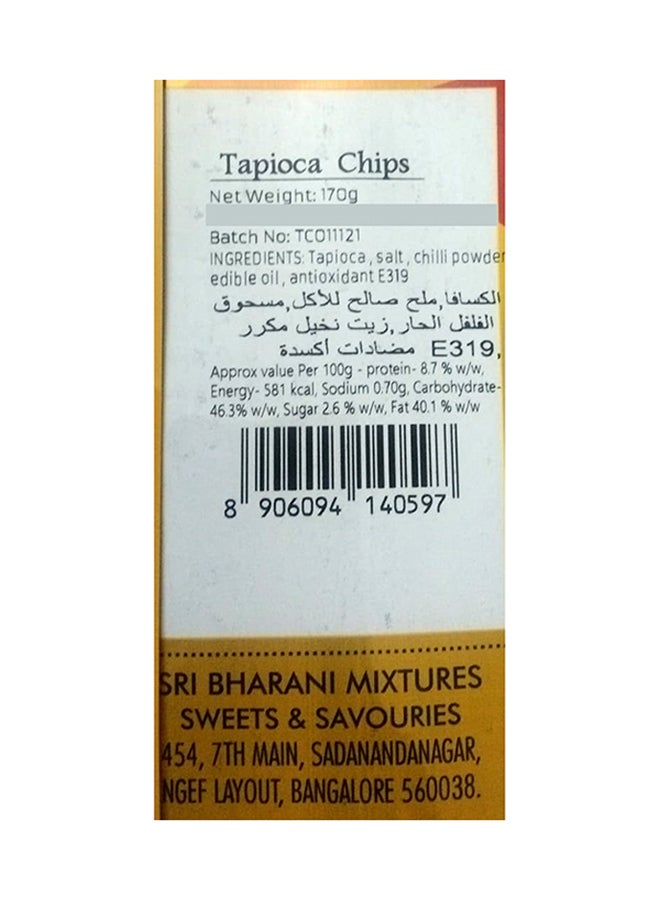 Tapioca Chips
Net Weight: 170g
Batch No: TC011121
INGREDIENTS: Tapioca, salt, chilli powder
edible oil, antioxidant E319
الكسافا,ملح صالح للأكل,مسحوق
الفلفل الحار,زيت نخيل مكرر
,E319 مضادات أكسدة
Approx value Per 100g - protein- 8.7 % w/w,
Energy- 581 kcal, Sodium 0.70g, Carbohydrate-
46.3% w/w, Sugar 2.6 % w/w, Fat 40.1 % w/w
8 906094 140597
SRI BHARANI MIXTURES
SWEETS & SAVOURIES
454, 7TH MAIN, SADANANDANAGAR,
NGEF LAYOUT, BANGALORE 560038.